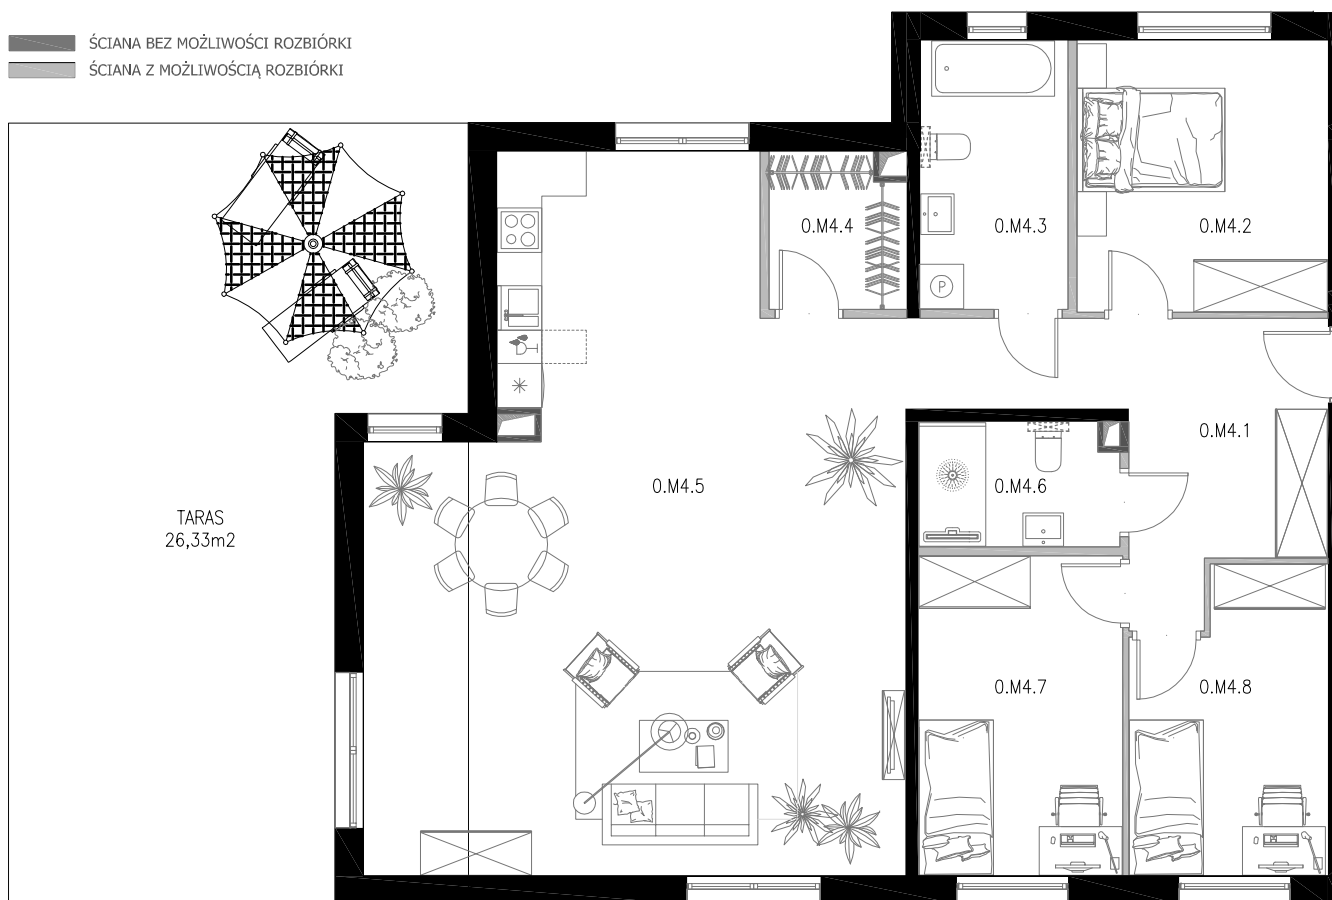 ŚCIANA BEZ MOŻLIWOŚCI ROZBIÓRKI
ŚCIANA Z MOŻLIWOŚCIĄ ROZBIÓRKI
0.M4.4
0.M4.3
0.M4.2
P
0.M4.1
0.M4.5
0.M4.6
TARAS
26,33m2
0.M4.7
0.M4.8